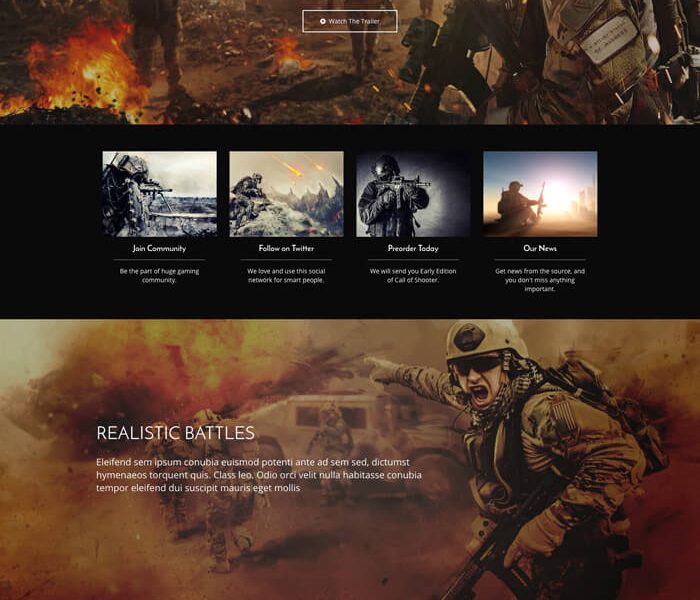 Watch The Trailer
Join Community
Be the part of huge gaming
community.
Follow on Twitter
We love and use this social
network for smart people.
Preorder Today
We will send you Early Edition
of Call of Shooter.
Our News
Get news from the source, and
you don't miss anything
important.
REALISTIC BATTLES
Eleifend sem ipsum conubia euismod potenti ante ad sem sed, dictumst
hymenaeos torquent quis. Class leo. Odio orci velit nulla habitasse conubia
tempor eleifend dui suscipit mauris eget mollis